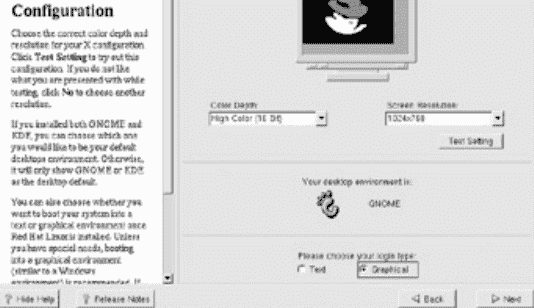 Configuration
Choose the correct color depth and
resolution for your X configuration.
Click Test Setting to try out this
configuration. If you do not like
what you are presented with while
testing, click No to choose another
resolution.
If you installed both GNOME and
KDE, you can choose which one
you would like to be your default
desktop environment. Otherwise,
it will only show GNOME or KDE
as the desktop default.
You can also choose whether you
want to boot your system into a
text or graphical environment once
Red Hat Linux is installed. Unless
you have special needs, booting
into a graphical environment
(similar to a Windows
environment) is recommended. If
Hide Help
Release Notes
Color Depth:
High Color (16 Bit)
Screen Resolution:
1024x768
Test Setting
Your desktop environment is:
GNOME
Please choose your login type:
Text
Graphical
Back
Next